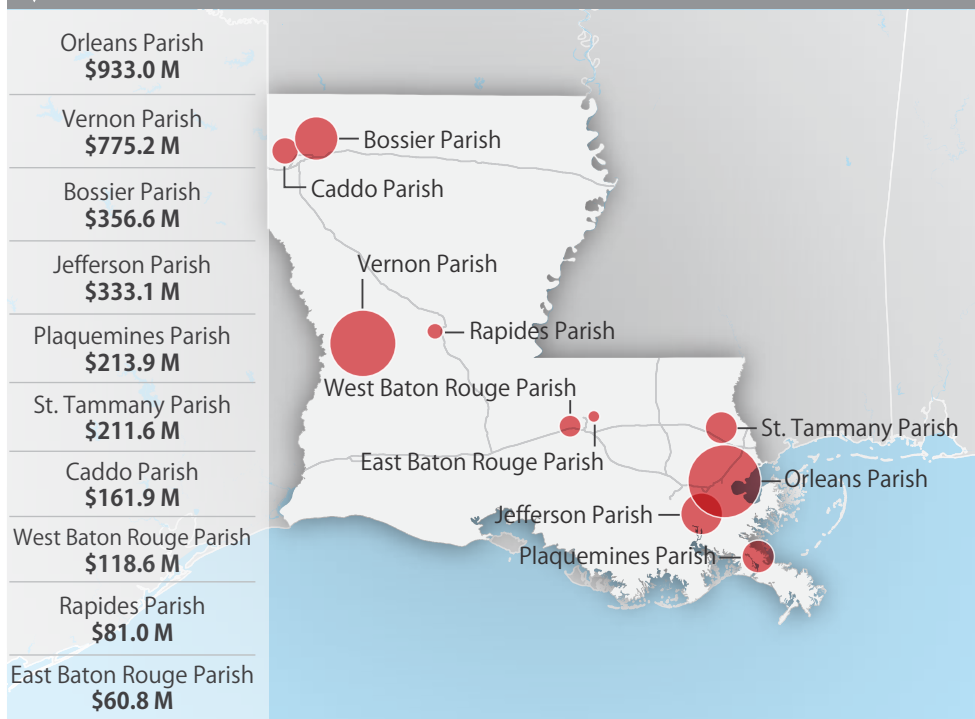 Orleans Parish
$933.0 M
Vernon Parish
$775.2 M
Bossier Parish
$356.6 M
Jefferson Parish
$333.1 M
Plaquemines Parish
$213.9 M
St. Tammany Parish
$211.6 M
Caddo Parish
$161.9 M
West Baton Rouge Parish
$118.6 M
Rapides Parish
$81.0 M
East Baton Rouge Parish
$60.8 M
Bossier Parish
Caddo Parish
Vernon Parish
Rapides Parish
West Baton Rouge Parish
East Baton Rouge Parish
St. Tammany Parish
Orleans Parish
Jefferson Parish
Plaquemines Parish